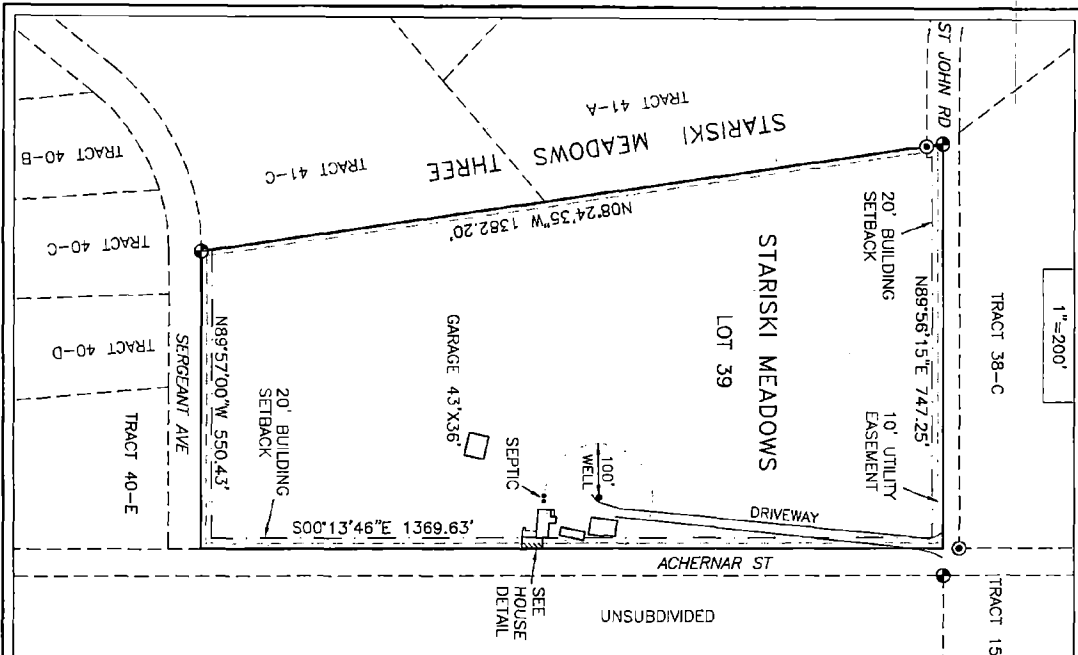 1"=200'
ST JOHN RD
TRACT 38-C
TRACT 15
20' BUILDING
SETBACK
N89°56'15"E 747.25'
10' UTILITY
EASEMENT
TRACT 41-A
STARISKI MEADOWS THREE
TRACT 41-C
N08°24'35"W 1382.20'
STARISKI MEADOWS
LOT 39
GARAGE 43'X36'
SEPTIC
100'
WELL
DRIVEWAY
S00°13'46"E 1369.63'
20' BUILDING
SETBACK
N89°57'00"W 550.43'
SERGEANT AVE
TRACT 40-B
TRACT 40-C
TRACT 40-D
TRACT 40-E
ACHERNAR ST
SEE
HOUSE
DETAIL
UNSUBDIVIDED